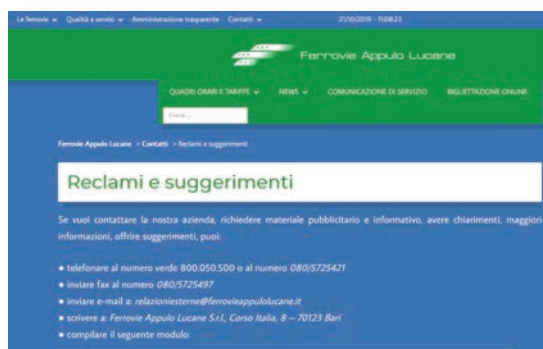 Le ferrovie Qualità e servizi Amministrazione trasparente Contatti 21/10/2019 - 11:08:23
Ferrovie Appulo Lucane
QUADRI ORARI E TARIFFE NEWS COMUNICAZIONE DI SERVIZIO BIGLIETTAZIONE ONLINE
Cerca ...
Ferrovie Appulo Lucane > Contatti > Reclami e suggerimenti
Reclami e suggerimenti
Se vuoi contattare la nostra azienda, richiedere materiale pubblicitario e informativo, avere chiarimenti, maggiori
informazioni, offrire suggerimenti, puoi:
• telefonare al numero verde 800.050.500 o al numero 080/5725421
• inviare fax al numero 080/5725497
• inviare e-mail a: relazioniesterne@ferrovieappulolucane.it
• scrivere a: Ferrovie Appulo Lucane S.r.l., Corso Italia, 8 – 70123 Bari
• compilare il seguente modulo: